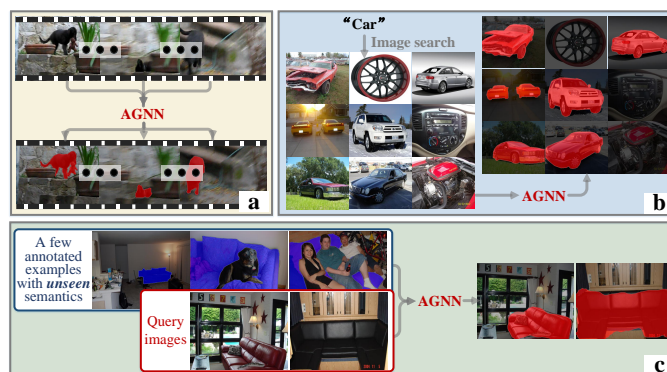 AGNN
a
“Car”
Image search
AGNN
b
A few
annotated
examples
with unseen
semantics
Query
images
AGNN
c